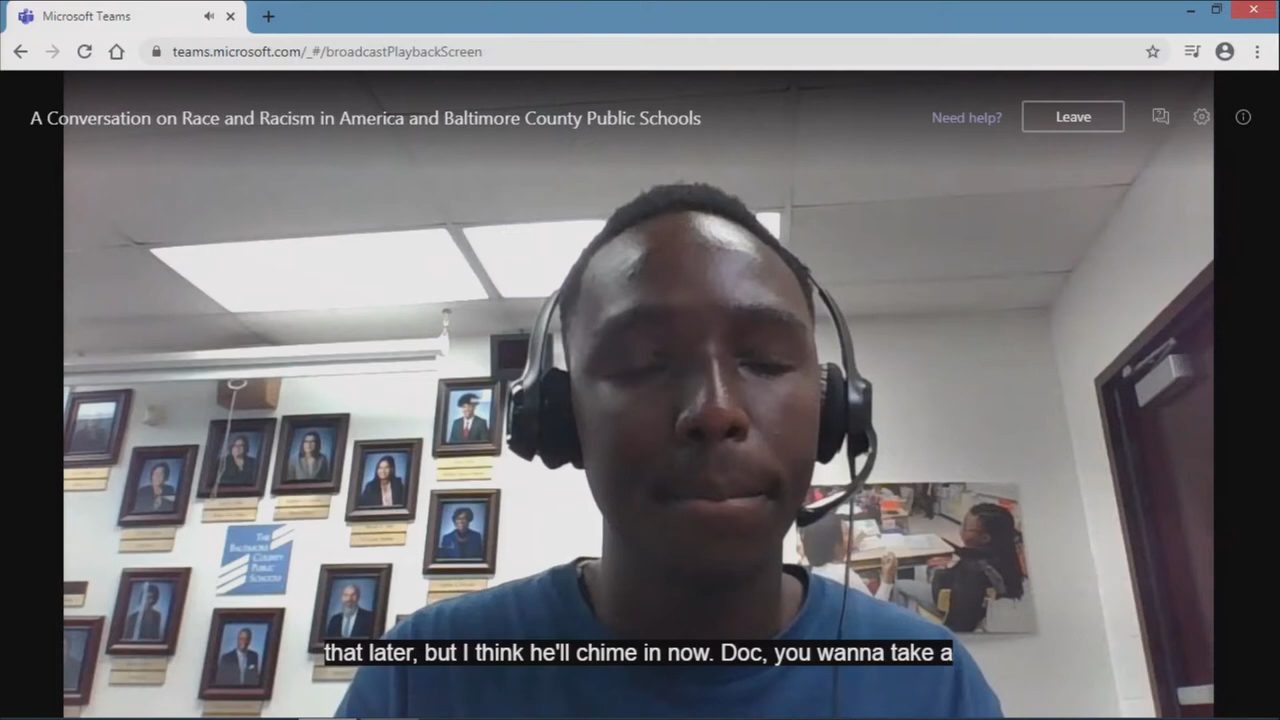 Microsoft Teams
teams.microsoft.com/_#/broadcastPlaybackScreen
A Conversation on Race and Racism in America and Baltimore County Public Schools
Need help?
Leave
THE
BALTIMORE
COUNTY
PUBLIC
SCHOOLS
that later, but I think he'll chime in now. Doc, you wanna take a